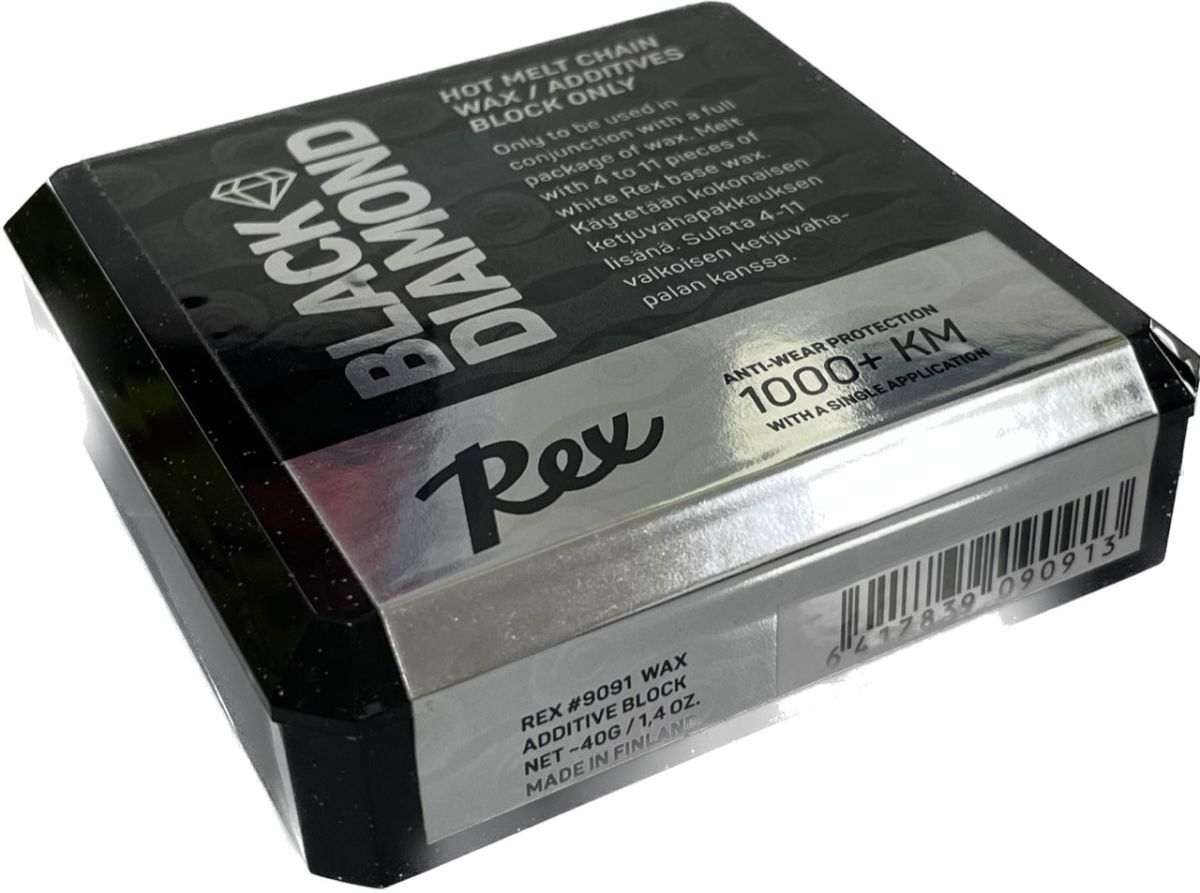 BLACK
DIAMOND
HOT MELT CHAIN
WAX / ADDITIVES
BLOCK ONLY
Only to be used in
conjunction with a full
package of wax. Melt
with 4 to 11 pieces of
white Rex base wax.
Käytetään kokonaisen
ketjuvahapakkauksen
lisänä. Sulata 4-11
valkoisen ketjuvaha-
palan kanssa.
Rex
ANTI-WEAR PROTECTION
1000+ KM
WITH A SINGLE APPLICATION
REX #9091 WAX
ADDITIVE BLOCK
NET ~40G / 1,4 OZ.
MADE IN FINLAND
6 417839 090913